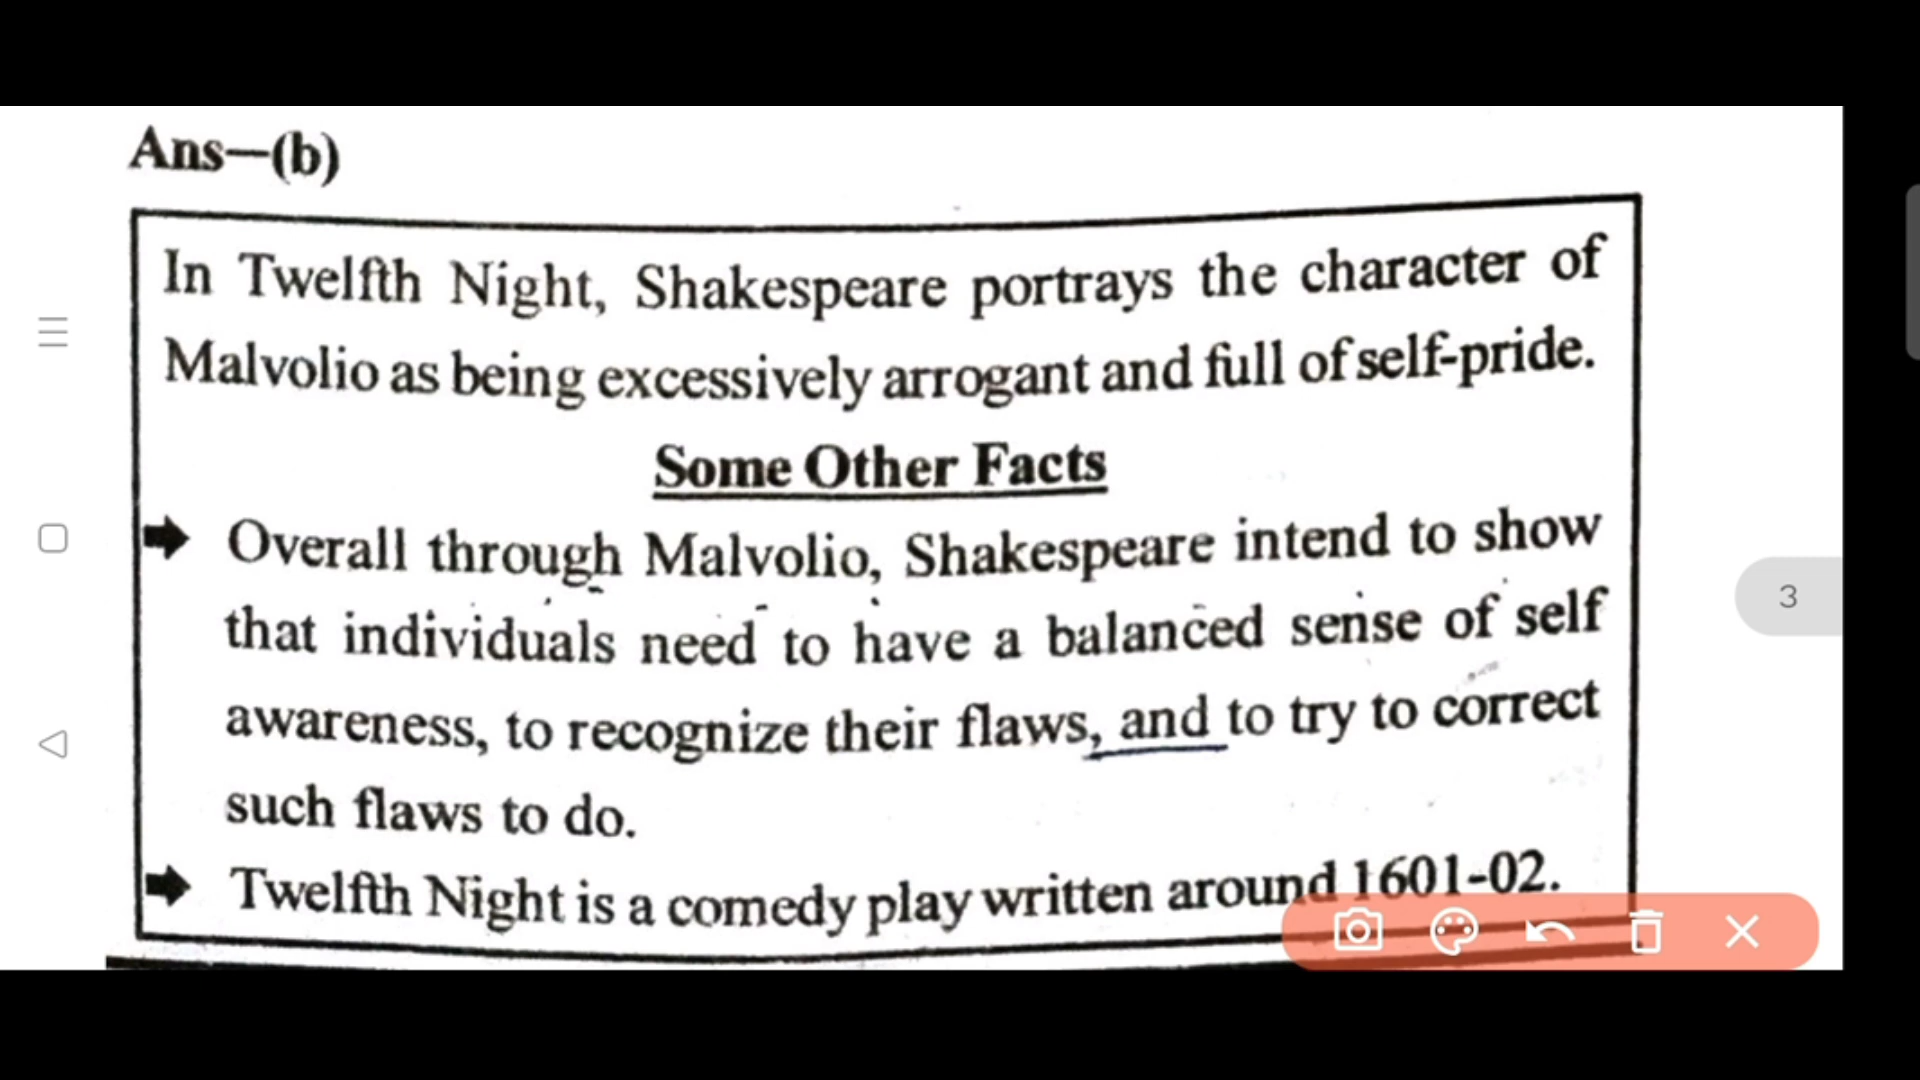 Ans—(b)
In Twelfth Night, Shakespeare portrays the character of
Malvolio as being excessively arrogant and full of self-pride.
Some Other Facts
Overall through Malvolio, Shakespeare intend to show
that individuals need to have a balanced sense of self
awareness, to recognize their flaws, and to try to correct
such flaws to do.
Twelfth Night is a comedy play written around 1601-02.
3